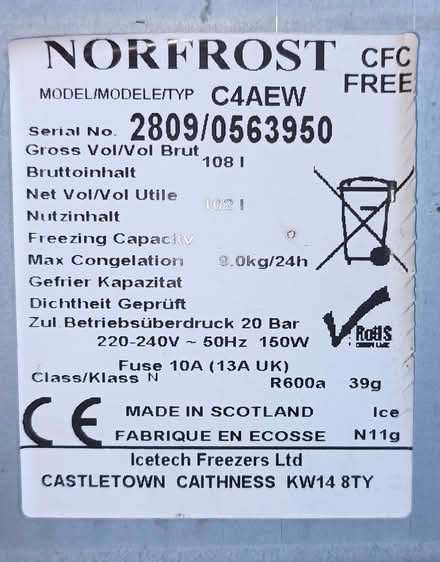 NORFROST CFC
FREE
MODEL/MODELE/TYP C4AEW
Serial No. 2809/0563950
Gross Vol/Vol Brut 108 l
Bruttoinhalt
Net Vol/Vol Utile 102 l
Nutzinhalt
Freezing Capacity
Max Congelation 9.0kg/24h
Gefrier Kapazitat
Dichtheit Geprüft
Zul.Betriebsüberdruck 20 Bar
220-240V ~ 50Hz 150W
RoHS
Fuse 10A (13A UK)
Class/Klass N R600a 39g
CE MADE IN SCOTLAND Ice
FABRIQUE EN ECOSSE N11g
Icetech Freezers Ltd
CASTLETOWN CAITHNESS KW14 8TY